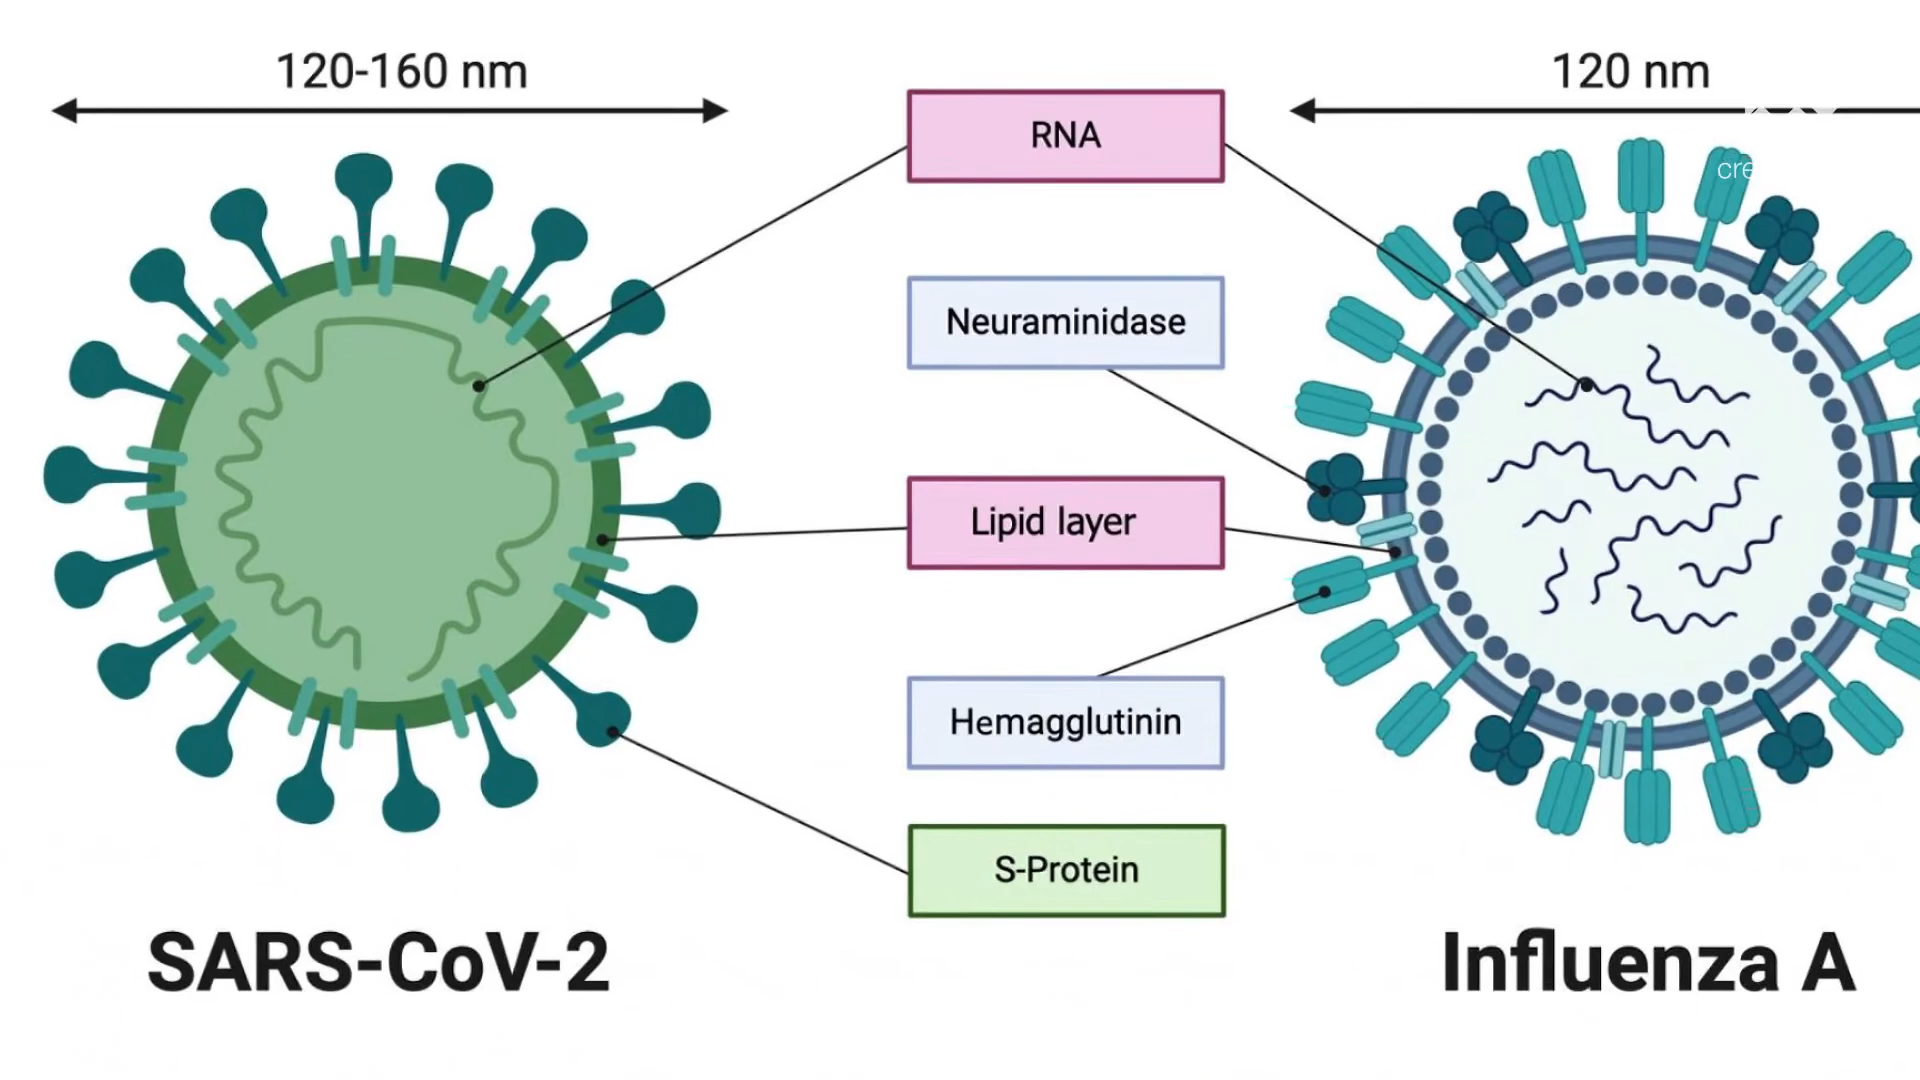 120-160 nm
120 nm
RNA
Neuraminidase
Lipid layer
Hemagglutinin
S-Protein
SARS-CoV-2
Influenza A